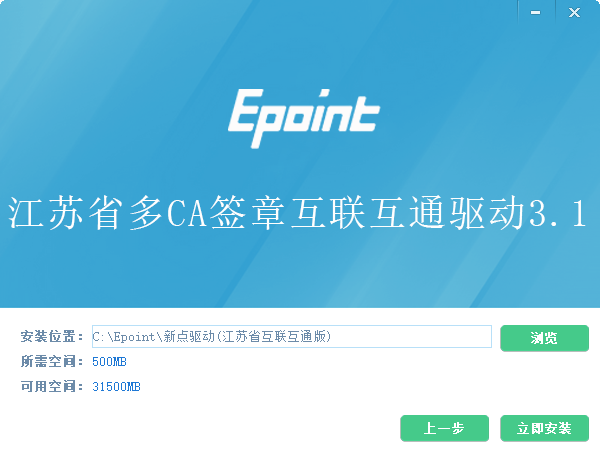 Epoint
江苏省多CA签章互联互通驱动3.1
安装位置： C:\Epoint\新点驱动(江苏省互联互通版) 浏览
所需空间： 500MB
可用空间： 31500MB
上一步 立即安装